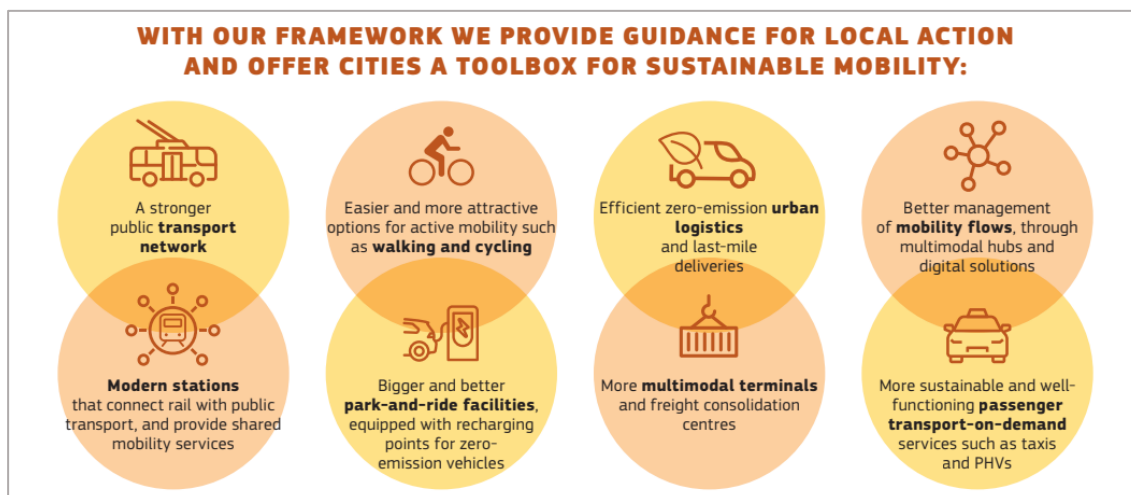 WITH OUR FRAMEWORK WE PROVIDE GUIDANCE FOR LOCAL ACTION
AND OFFER CITIES A TOOLBOX FOR SUSTAINABLE MOBILITY:
A stronger
public transport
network
Easier and more attractive
options for active mobility such
as walking and cycling
Efficient zero-emission urban
logistics
and last-mile
deliveries
Better management
of mobility flows, through
multimodal hubs and
digital solutions
Modern stations
that connect rail with public
transport, and provide shared
mobility services
Bigger and better
park-and-ride facilities,
equipped with recharging
points for zero-
emission vehicles
More multimodal terminals
and freight consolidation
centres
More sustainable and well-
functioning passenger
transport-on-demand
services such as taxis
and PHVs